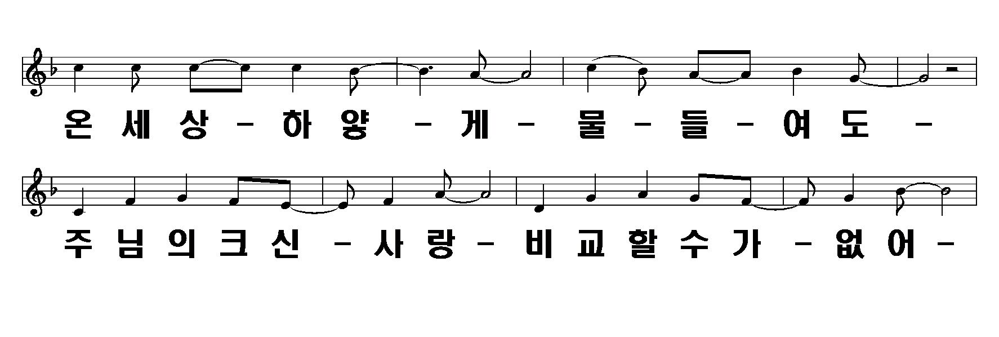 온 세 상 - 하 얗 - 게 - 물 - 들 - 여 도 -
주 님 의 크 신 - 사 랑 - 비 교 할 수 가 - 없 어 -